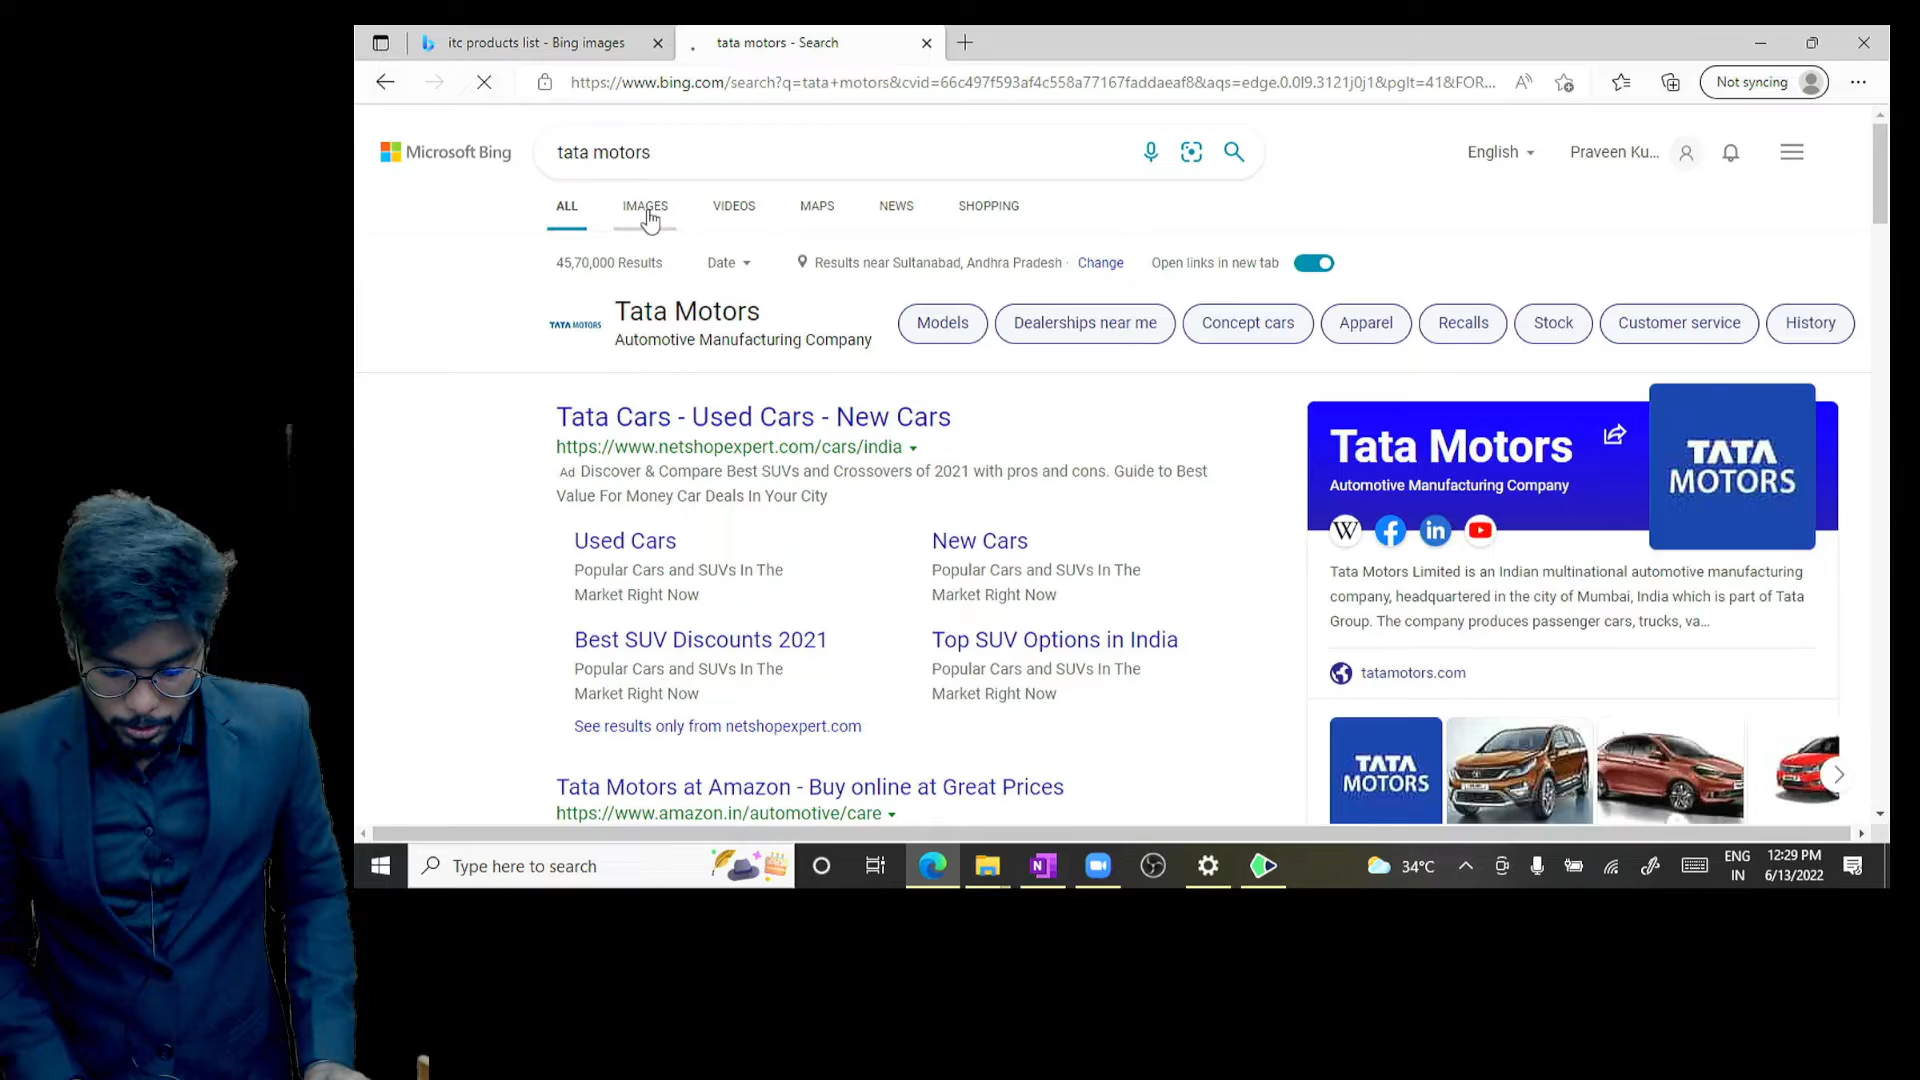 itc products list - Bing images
tata motors - Search
https://www.bing.com/search?q=tata+motors&cvid=66c497f593af4c558a77167faddaeaf8&aqs=edge.0.0l9.3121j0j1&pglt=41&FOR...
Not syncing
Microsoft Bing
tata motors
English
Praveen Ku...
ALL
IMAGES
VIDEOS
MAPS
NEWS
SHOPPING
45,70,000 Results
Date
Results near Sultanabad, Andhra Pradesh ·
Change
Open links in new tab
TATA MOTORS
Tata Motors
Automotive Manufacturing Company
Models
Dealerships near me
Concept cars
Apparel
Recalls
Stock
Customer service
History
Tata Cars - Used Cars - New Cars
https://www.netshopexpert.com/cars/india
Ad Discover & Compare Best SUVs and Crossovers of 2021 with pros and cons. Guide to Best
Value For Money Car Deals In Your City
Used Cars
Popular Cars and SUVs In The
Market Right Now
New Cars
Popular Cars and SUVs In The
Market Right Now
Best SUV Discounts 2021
Popular Cars and SUVs In The
Market Right Now
Top SUV Options in India
Popular Cars and SUVs In The
Market Right Now
See results only from netshopexpert.com
Tata Motors at Amazon - Buy online at Great Prices
https://www.amazon.in/automotive/care
Tata Motors
Automotive Manufacturing Company
TATA
MOTORS
W
f
in
Tata Motors Limited is an Indian multinational automotive manufacturing
company, headquartered in the city of Mumbai, India which is part of Tata
Group. The company produces passenger cars, trucks, va...
tatamotors.com
TATA
MOTORS
Type here to search
34°C
ENG
IN
12:29 PM
6/13/2022